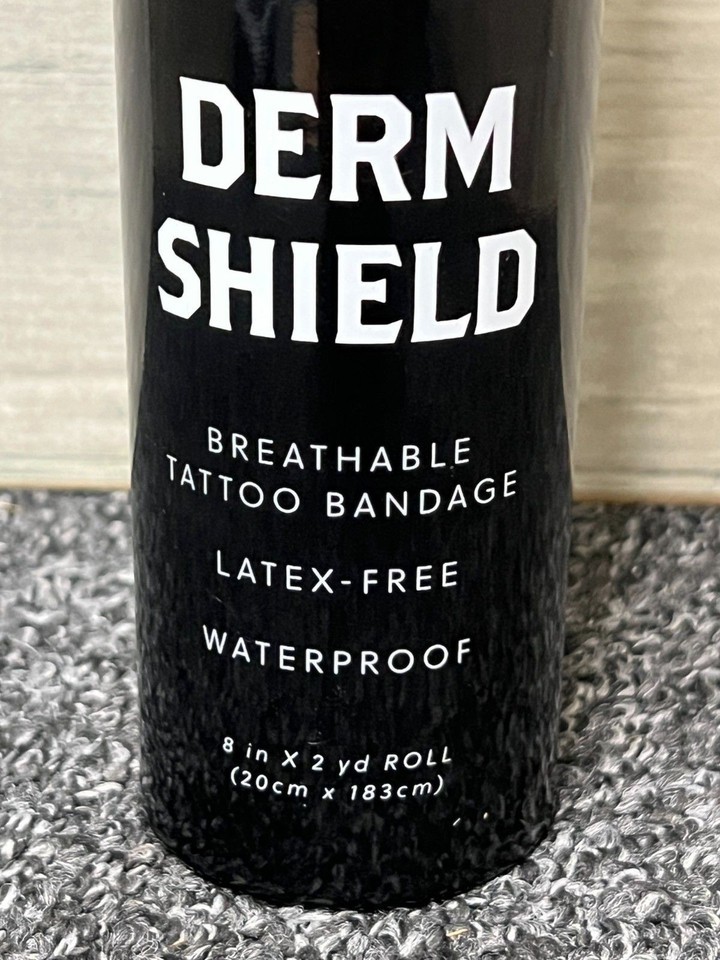 DERM
SHIELD
BREATHABLE
TATTOO BANDAGE
LATEX-FREE
WATERPROOF
8 in X 2 yd ROLL
(20cm x 183cm)